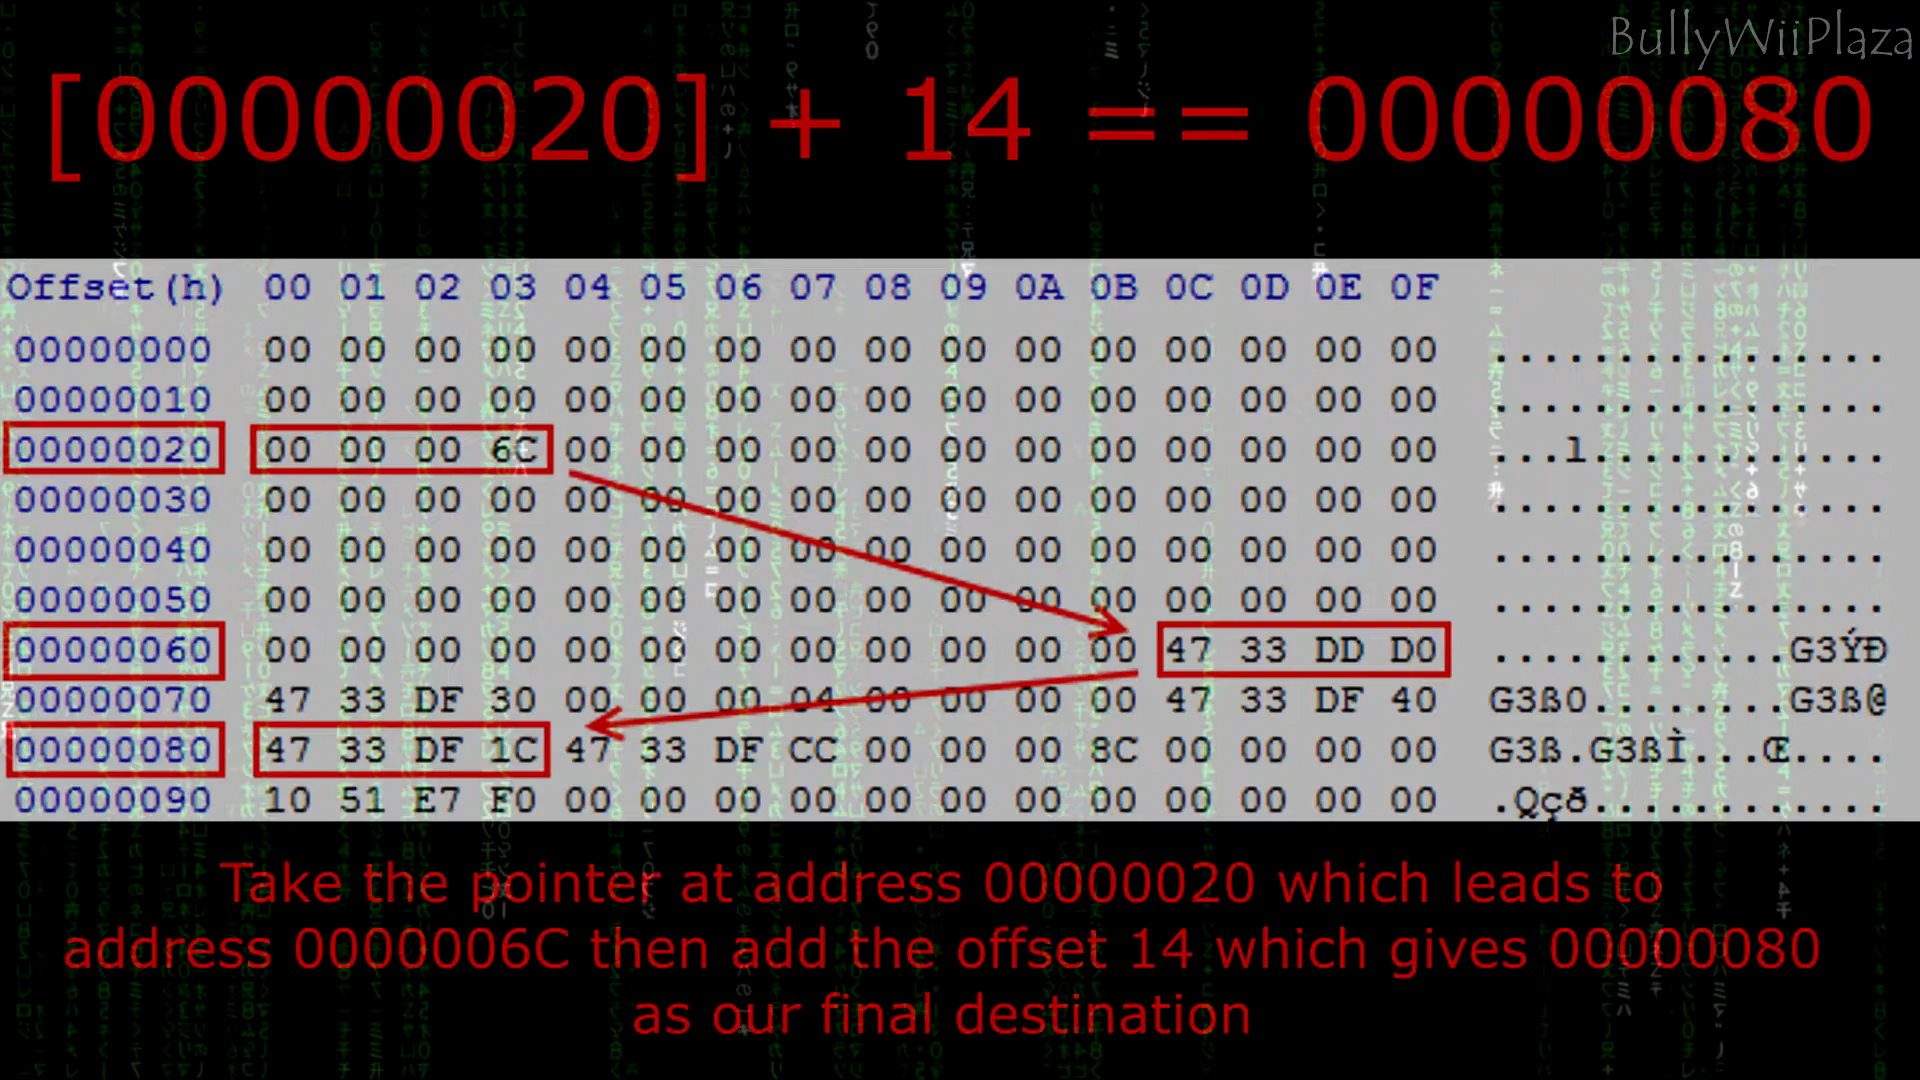 BullyWiiPlaza
[00000020] + 14 == 00000080
Offset(h) 00 01 02 03 04 05 06 07 08 09 0A 0B 0C 0D 0E 0F
00000000 00 00 00 00 00 00 00 00 00 00 00 00 00 00 00 00 ................
00000010 00 00 00 00 00 00 00 00 00 00 00 00 00 00 00 00 ................
00000020 00 00 00 6C 00 00 00 00 00 00 00 00 00 00 00 00 ...l............
00000030 00 00 00 00 00 00 00 00 00 00 00 00 00 00 00 00 ................
00000040 00 00 00 00 00 00 00 00 00 00 00 00 00 00 00 00 ................
00000050 00 00 00 00 00 00 00 00 00 00 00 00 00 00 00 00 ................
00000060 00 00 00 00 00 00 00 00 00 00 00 00 47 33 DD D0 ............G3ÝÐ
00000070 47 33 DF 30 00 00 00 04 00 00 00 00 47 33 DF 40 G3ß0........G3ß@
00000080 47 33 DF 1C 47 33 DF CC 00 00 00 8C 00 00 00 00 G3ß.G3ßÌ...Œ....
00000090 10 51 E7 F0 00 00 00 00 00 00 00 00 00 00 00 00 .Qçð............
Take the pointer at address 00000020 which leads to
address 0000006C then add the offset 14 which gives 00000080
as our final destination